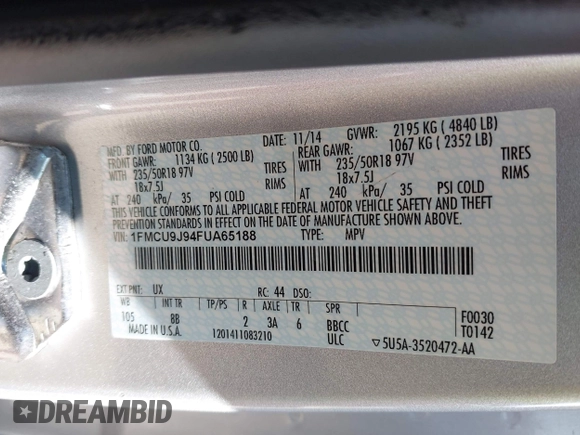 MFD. BY FORD MOTOR CO.
DATE: 11/14 GVWR: 2195 KG ( 4840 LB)
FRONT GAWR: 1134 KG ( 2500 LB) REAR GAWR: 1067 KG ( 2352 LB)
WITH 235/50R18 97V TIRES WITH 235/50R18 97V TIRES
18x7.5J RIMS 18x7.5J RIMS
AT 240 kPa/ 35 PSI COLD AT 240 kPa/ 35 PSI COLD
THIS VEHICLE CONFORMS TO ALL APPLICABLE FEDERAL MOTOR VEHICLE SAFETY AND THEFT
PREVENTION STANDARDS IN EFFECT ON THE DATE OF MANUFACTURE SHOWN ABOVE.
VIN: 1FMCU9J94FUA65188 TYPE: MPV
EXT PNT: UX RC: 44 DSO:
WB INT TR TP/PS R AXLE TR SPR
105 BB 2 3A 6 BBCC F0030
MADE IN U.S.A. 1201411083210 ULC T0142
▽5U5A-3520472-AA
DREAMBID